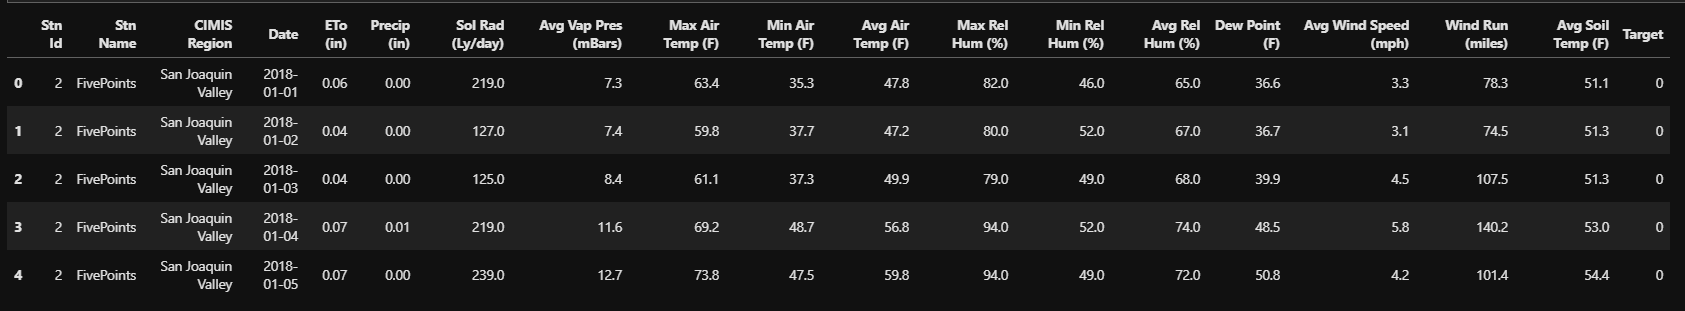 Stn Id Stn Name CIMIS Region Date ETo (in) Precip (in) Sol Rad (Ly/day) Avg Vap Pres (mBars) Max Air Temp (F) Min Air Temp (F) Avg Air Temp (F) Max Rel Hum (%) Min Rel Hum (%) Avg Rel Hum (%) Dew Point (F) Avg Wind Speed (mph) Wind Run (miles) Avg Soil Temp (F) Target
0 2 FivePoints San Joaquin Valley 2018-01-01 0.06 0.00 219.0 7.3 63.4 35.3 47.8 82.0 46.0 65.0 36.6 3.3 78.3 51.1 0
1 2 FivePoints San Joaquin Valley 2018-01-02 0.04 0.00 127.0 7.4 59.8 37.7 47.2 80.0 52.0 67.0 36.7 3.1 74.5 51.3 0
2 2 FivePoints San Joaquin Valley 2018-01-03 0.04 0.00 125.0 8.4 61.1 37.3 49.9 79.0 49.0 68.0 39.9 4.5 107.5 51.3 0
3 2 FivePoints San Joaquin Valley 2018-01-04 0.07 0.01 219.0 11.6 69.2 48.7 56.8 94.0 52.0 74.0 48.5 5.8 140.2 53.0 0
4 2 FivePoints San Joaquin Valley 2018-01-05 0.07 0.00 239.0 12.7 73.8 47.5 59.8 94.0 49.0 72.0 50.8 4.2 101.4 54.4 0